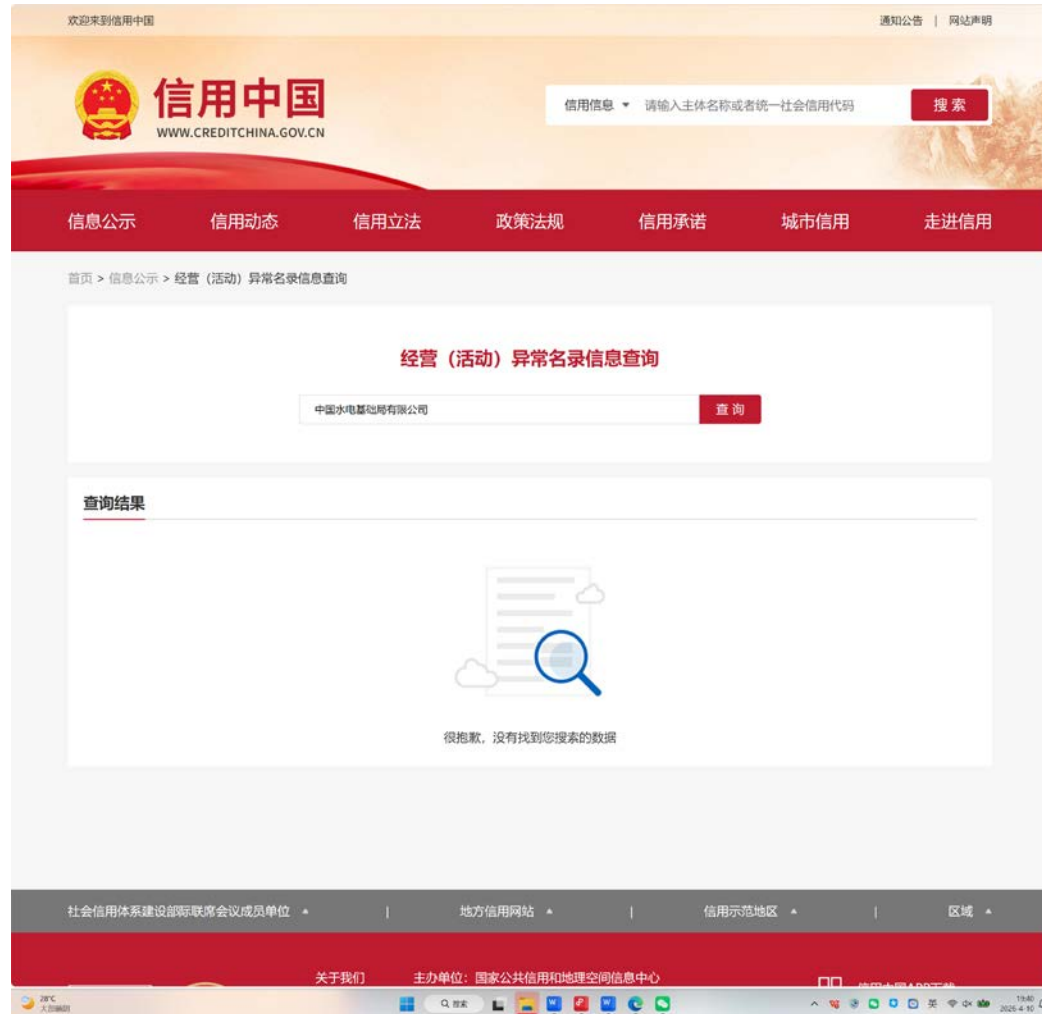 欢迎来到信用中国
通知公告 | 网站声明
信用中国
WWW.CREDITCHINA.GOV.CN
信用信息 请输入主体名称或者统一社会信用代码 搜索
信息公示 信用动态 信用立法 政策法规 信用承诺 城市信用 走进信用
首页 > 信息公示 > 经营（活动）异常名录信息查询
经营（活动）异常名录信息查询
中国水电基础局有限公司 查询
查询结果
很抱歉，没有找到您搜索的数据
社会信用体系建设部际联席会议成员单位 | 地方信用网站 | 信用示范地区 | 区域
关于我们 主办单位：国家公共信用和地理空间信息中心
28°C
搜索
英
19:40
2025-4-10